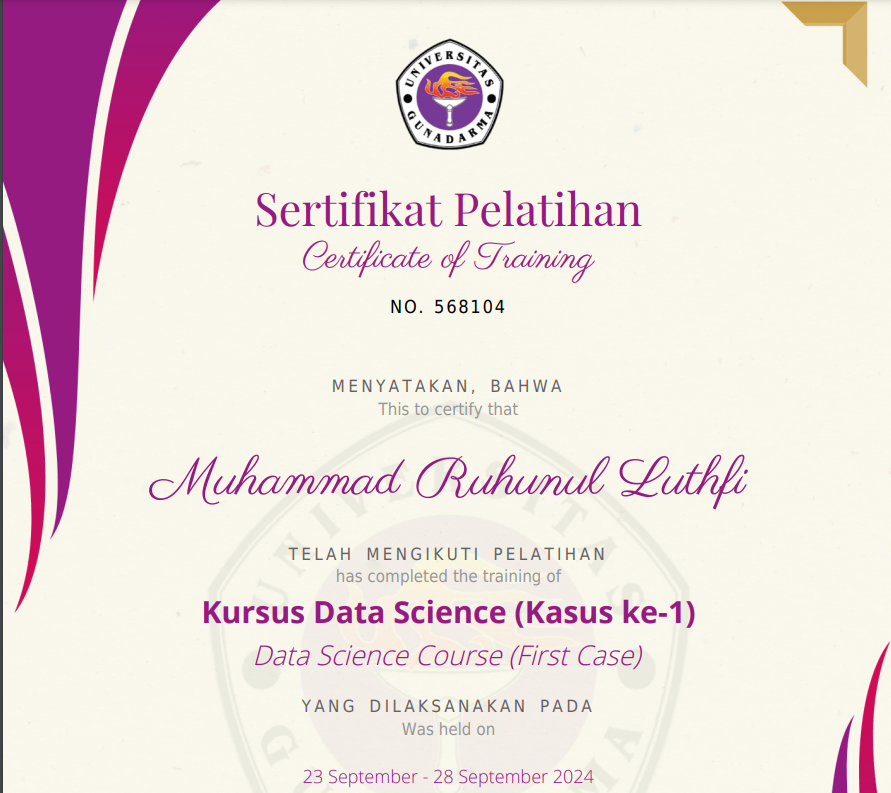 UNIVERSITAS
GUNADARMA
Sertifikat Pelatihan
Certificate of Training
NO. 568104
MENYATAKAN, BAHWA
This to certify that
Muhammad Ruhunul Luthfi
TELAH MENGIKUTI PELATIHAN
has completed the training of
Kursus Data Science (Kasus ke-1)
Data Science Course (First Case)
YANG DILAKSANAKAN PADA
Was held on
23 September - 28 September 2024